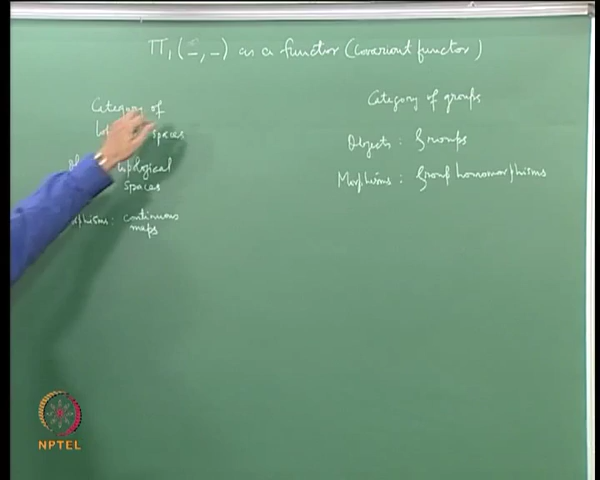 Π₁(–, –) as a functor (covariant functor)
Category of
spaces
topological
spaces
continuous
maps
Category of groups
Objects : Groups
Morphisms : Group homomorphisms
NPTEL